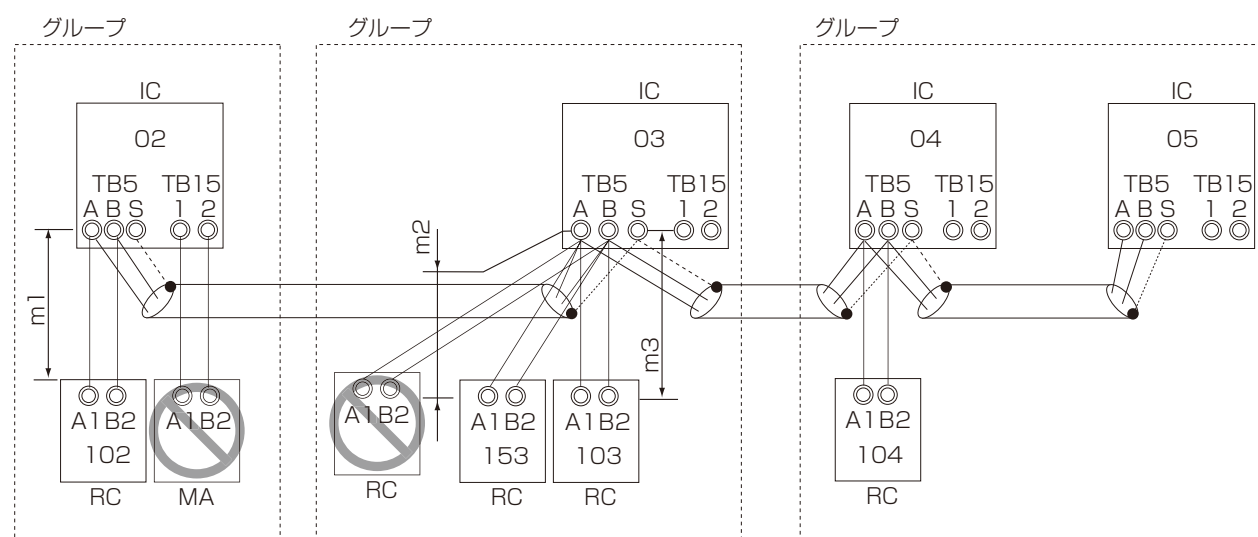 グループ
グループ
グループ
IC
IC
IC
IC
02
03
04
05
TB5 TB15
TB5 TB15
TB5 TB15
TB5 TB15
A B S 1 2
A B S 1 2
A B S 1 2
A B S 1 2
m1
m2
m3
A1B2
102
RC
A1B2
MA
A1B2
RC
A1B2
153
RC
A1B2
103
RC
A1B2
104
RC